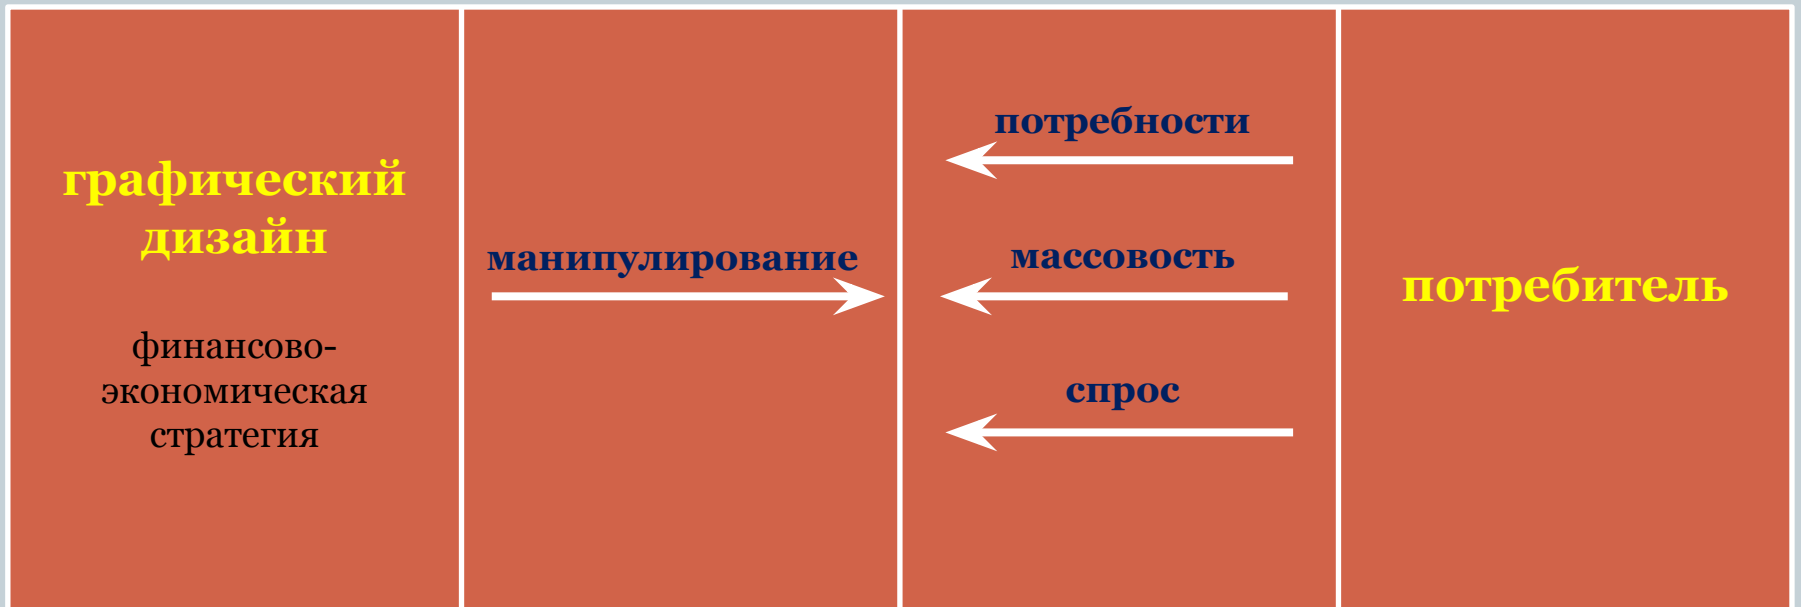 графический
дизайн
финансово-
экономическая
стратегия
манипулирование
потребности
массовость
спрос
потребитель